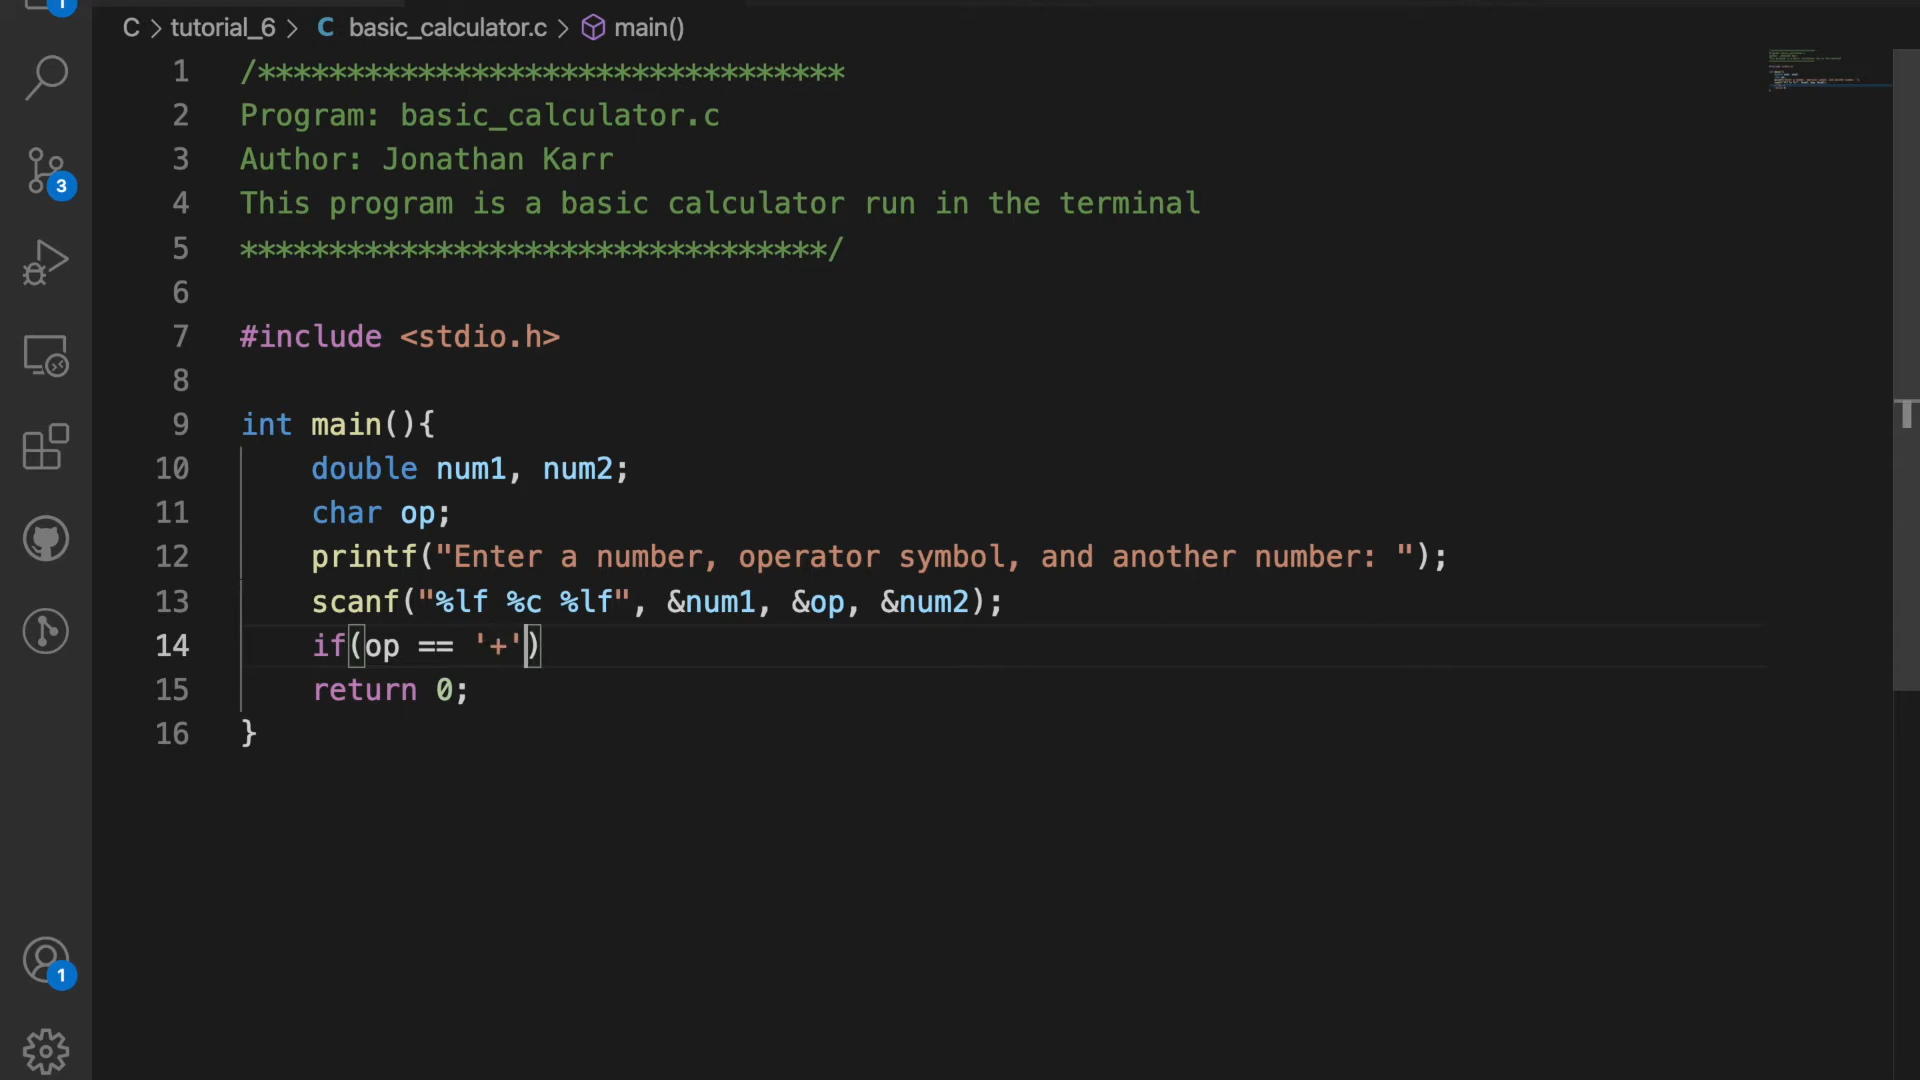 1
C > tutorial_6 > C basic_calculator.c > main()
1 /*********************************
2 Program: basic_calculator.c
3 Author: Jonathan Karr
4 This program is a basic calculator run in the terminal
5 *********************************/
6
7 #include <stdio.h>
8
9 int main(){
10 double num1, num2;
11 char op;
12 printf("Enter a number, operator symbol, and another number: ");
13 scanf("%lf %c %lf", &num1, &op, &num2);
14 if(op == '+')
15 return 0;
16 }
3
1